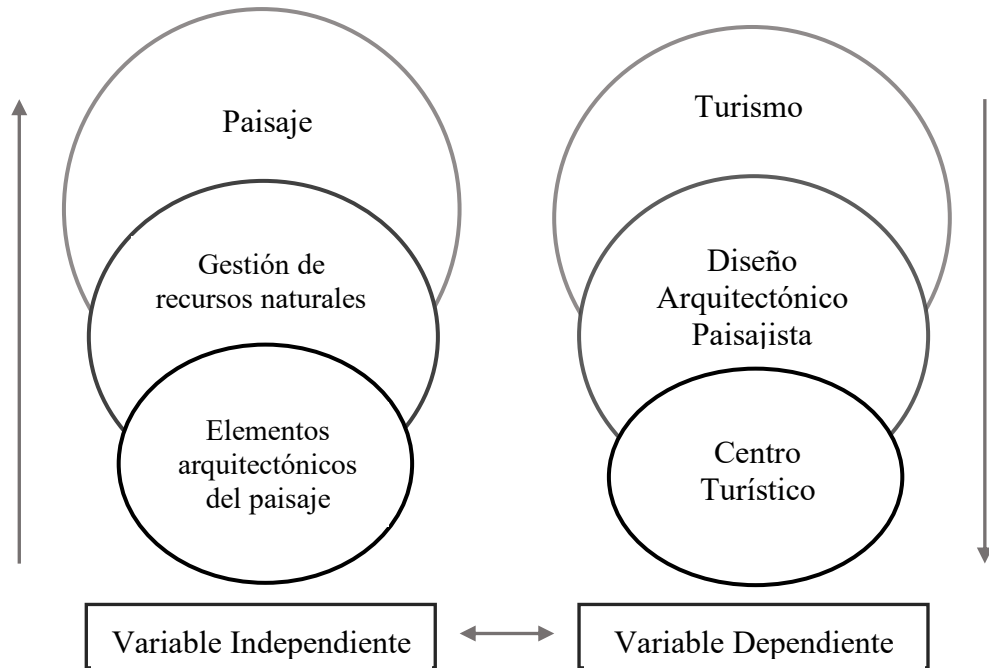 Paisaje
Gestión de
recursos naturales
Elementos
arquitectónicos
del paisaje
Variable Independiente
Turismo
Diseño
Arquitectónico
Paisajista
Centro
Turístico
Variable Dependiente